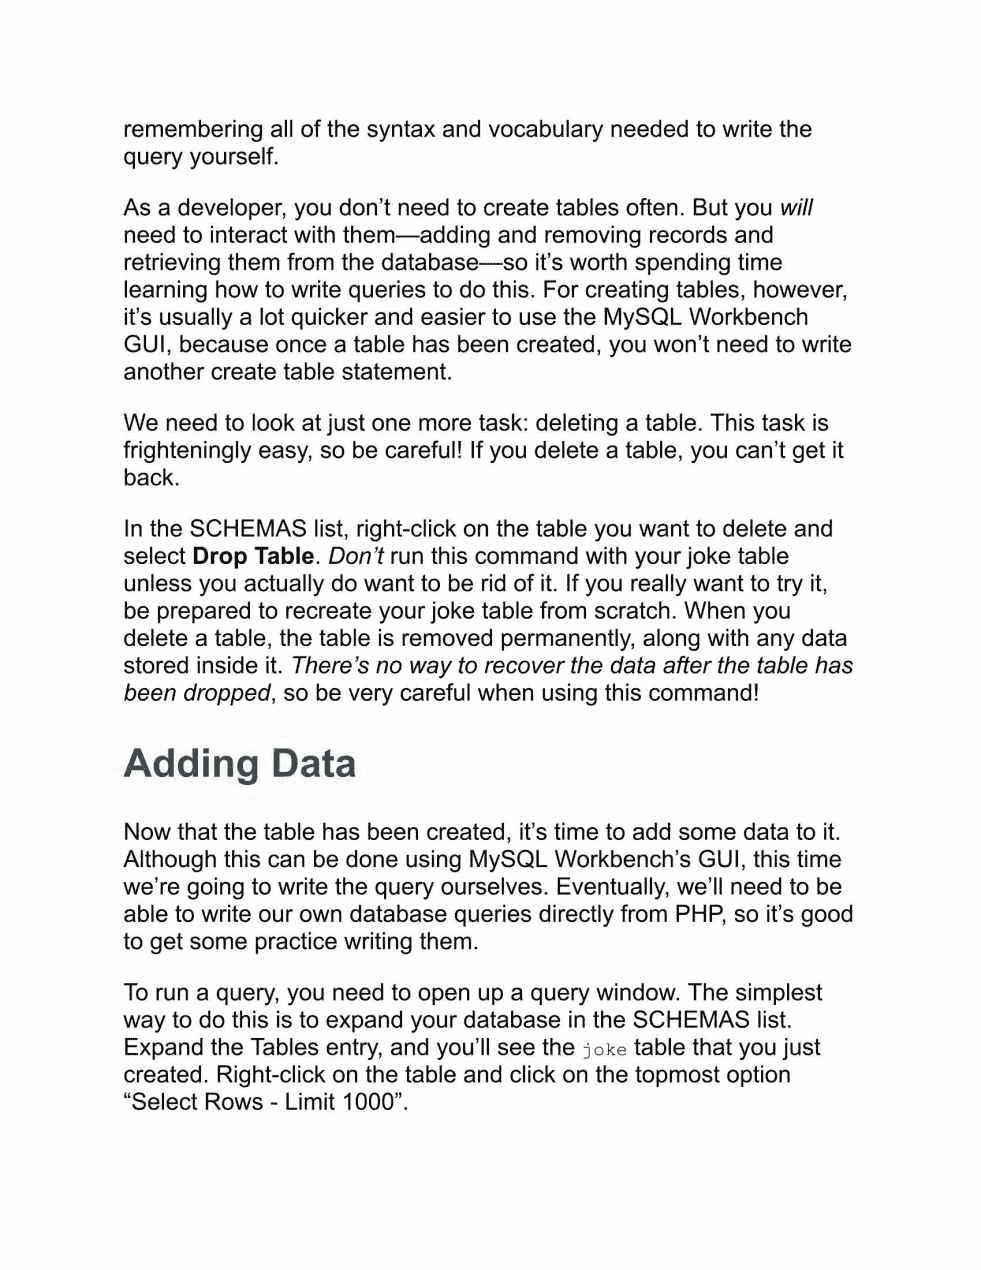 remembering all of the syntax and vocabulary needed to write the
query yourself.
As a developer, you don’t need to create tables often. But you will
need to interact with them—adding and removing records and
retrieving them from the database—so it’s worth spending time
learning how to write queries to do this. For creating tables, however,
it’s usually a lot quicker and easier to use the MySQL Workbench
GUI, because once a table has been created, you won’t need to write
another create table statement.
We need to look at just one more task: deleting a table. This task is
frighteningly easy, so be careful! If you delete a table, you can’t get it
back.
In the SCHEMAS list, right-click on the table you want to delete and
select Drop Table. Don’t run this command with your joke table
unless you actually do want to be rid of it. If you really want to try it,
be prepared to recreate your joke table from scratch. When you
delete a table, the table is removed permanently, along with any data
stored inside it. There’s no way to recover the data after the table has
been dropped, so be very careful when using this command!
Adding Data
Now that the table has been created, it’s time to add some data to it.
Although this can be done using MySQL Workbench’s GUI, this time
we’re going to write the query ourselves. Eventually, we’ll need to be
able to write our own database queries directly from PHP, so it’s good
to get some practice writing them.
To run a query, you need to open up a query window. The simplest
way to do this is to expand your database in the SCHEMAS list.
Expand the Tables entry, and you’ll see the joke table that you just
created. Right-click on the table and click on the topmost option
“Select Rows - Limit 1000”.